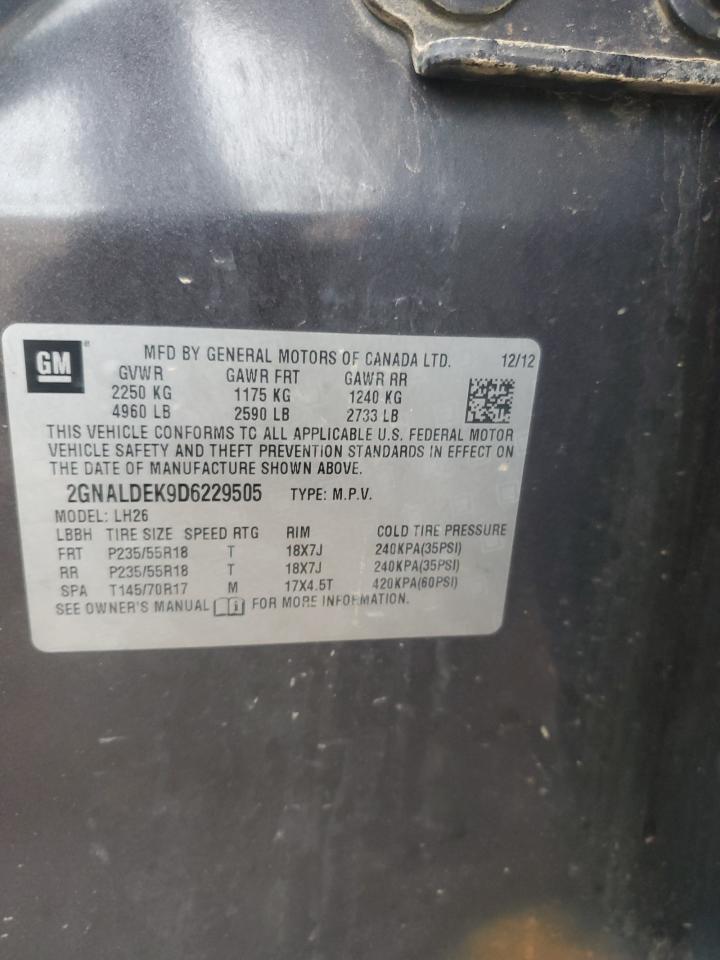 GM
MFD BY GENERAL MOTORS OF CANADA LTD. 12/12
GVWR GAWR FRT GAWR RR
2250 KG 1175 KG 1240 KG
4960 LB 2590 LB 2733 LB
THIS VEHICLE CONFORMS TO ALL APPLICABLE U.S. FEDERAL MOTOR
VEHICLE SAFETY AND THEFT PREVENTION STANDARDS IN EFFECT ON
THE DATE OF MANUFACTURE SHOWN ABOVE.
2GNALDEK9D6229505 TYPE: M.P.V.
MODEL: LH26
LBBH TIRE SIZE SPEED RTG RIM COLD TIRE PRESSURE
FRT P235/55R18 T 18X7J 240KPA(35PSI)
RR P235/55R18 T 18X7J 240KPA(35PSI)
SPA T145/70R17 M 17X4.5T 420KPA(60PSI)
SEE OWNER'S MANUAL FOR MORE INFORMATION.